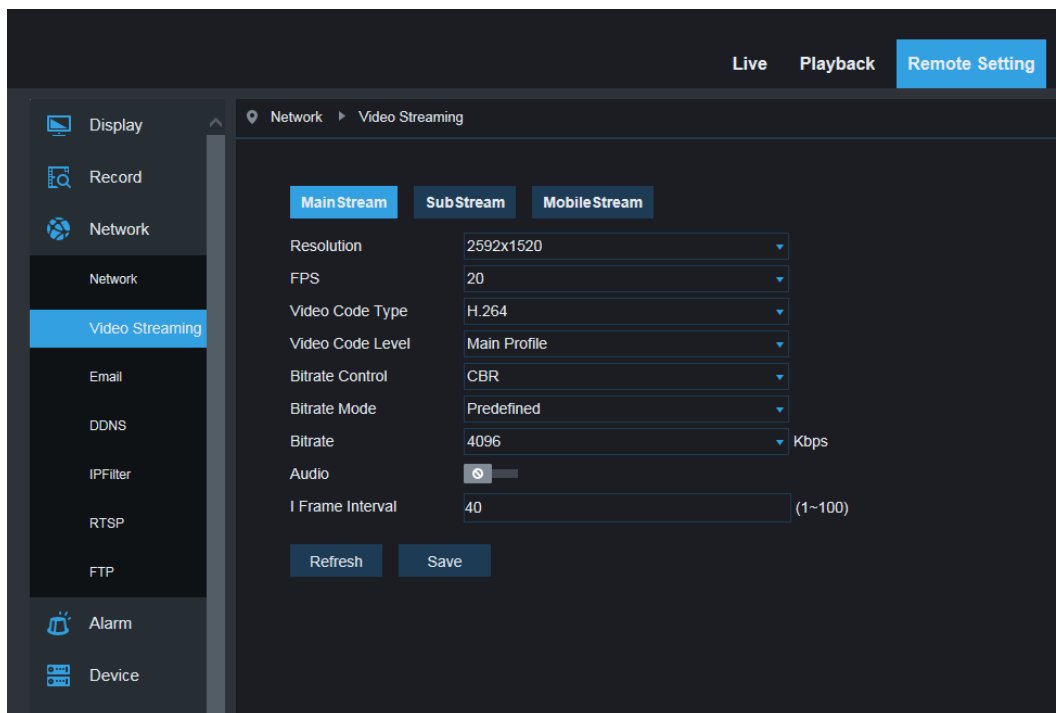 Live Playback Remote Setting
Display
Record
Network
Network
Video Streaming
Email
DDNS
IPFilter
RTSP
FTP
Alarm
Device
Network Video Streaming
MainStream SubStream MobileStream
Resolution 2592x1520
FPS 20
Video Code Type H.264
Video Code Level Main Profile
Bitrate Control CBR
Bitrate Mode Predefined
Bitrate 4096 Kbps
Audio
I Frame Interval 40 (1~100)
Refresh Save